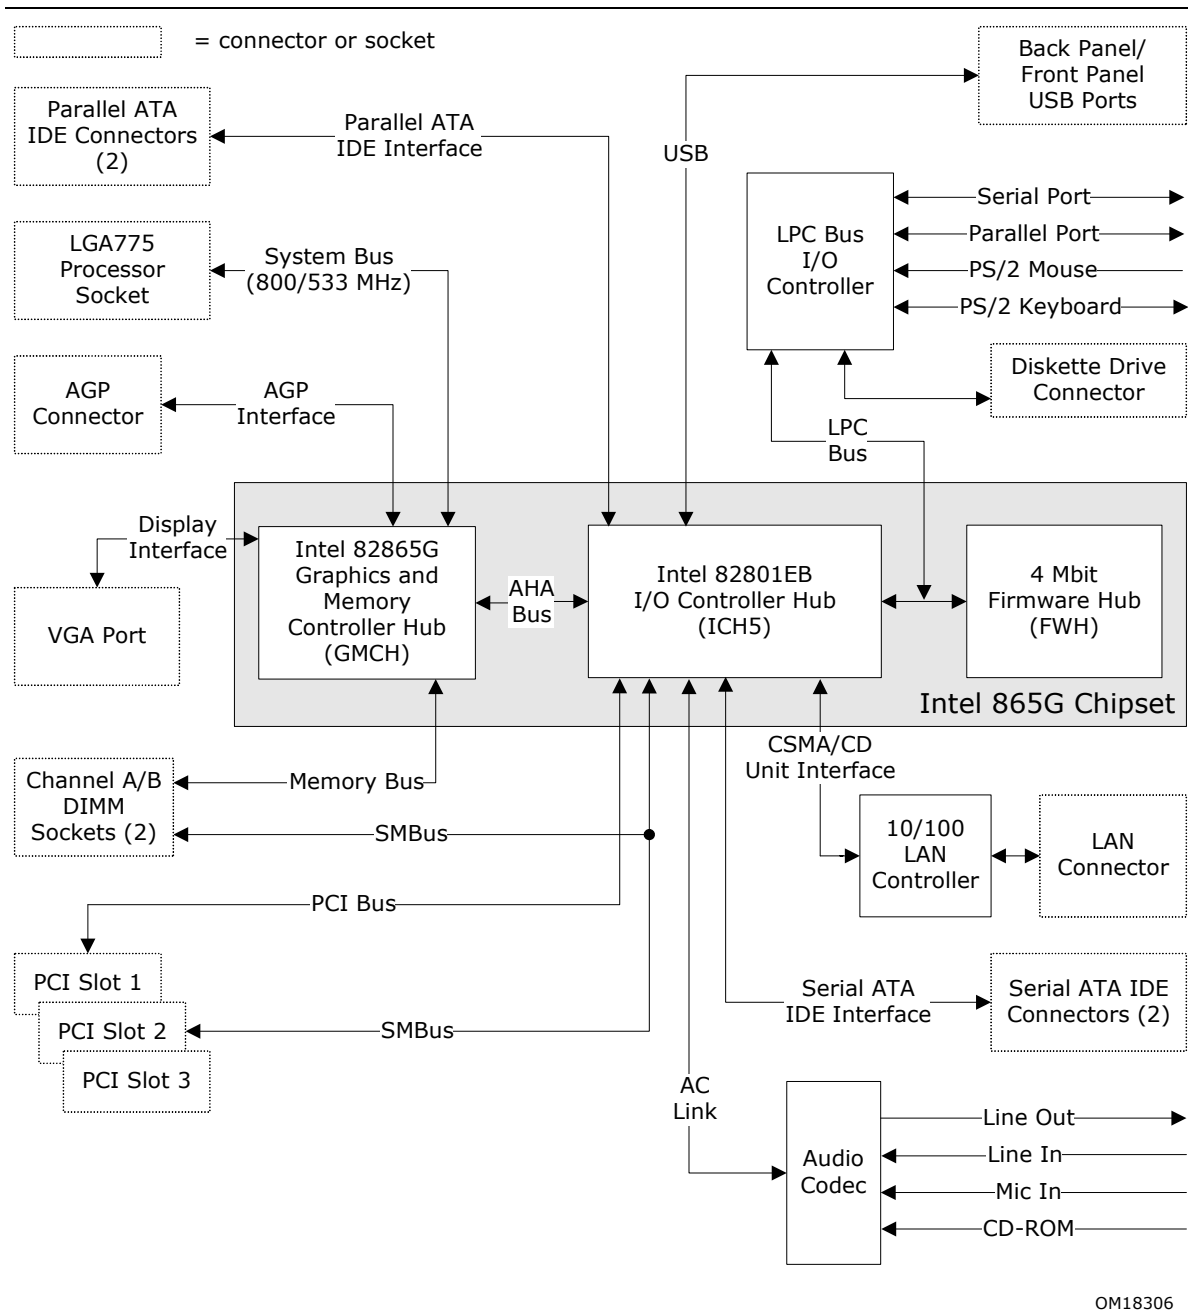 = connector or socket
Back Panel/
Front Panel
USB Ports
Parallel ATA
IDE Connectors
(2)
Parallel ATA
IDE Interface
USB
LPC Bus
I/O
Controller
Serial Port
Parallel Port
PS/2 Mouse
PS/2 Keyboard
LGA775
Processor
Socket
System Bus
(800/533 MHz)
Diskette Drive
Connector
AGP
Connector
AGP
Interface
LPC
Bus
Display
Interface
VGA Port
Intel 82865G
Graphics and
Memory
Controller Hub
(GMCH)
AHA
Bus
Intel 82801EB
I/O Controller Hub
(ICH5)
4 Mbit
Firmware Hub
(FWH)
Intel 865G Chipset
CSMA/CD
Unit Interface
Channel A/B
DIMM
Sockets (2)
Memory Bus
SMBus
10/100
LAN
Controller
LAN
Connector
PCI Bus
PCI Slot 1
PCI Slot 2
PCI Slot 3
SMBus
Serial ATA
IDE Interface
Serial ATA IDE
Connectors (2)
AC
Link
Audio
Codec
Line Out
Line In
Mic In
CD-ROM
OM18306